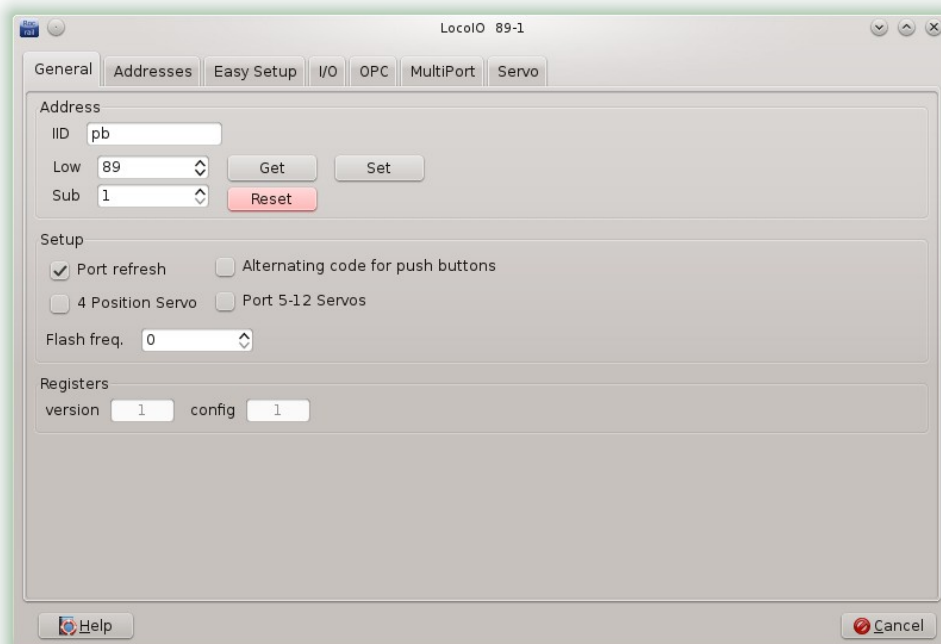 Roc rail
LocoIO 89-1
General Addresses Easy Setup I/O OPC MultiPort Servo
Address
IID pb
Low 89 Get Set
Sub 1 Reset
Setup
Port refresh Alternating code for push buttons
4 Position Servo Port 5-12 Servos
Flash freq. 0
Registers
version 1 config 1
Help Cancel